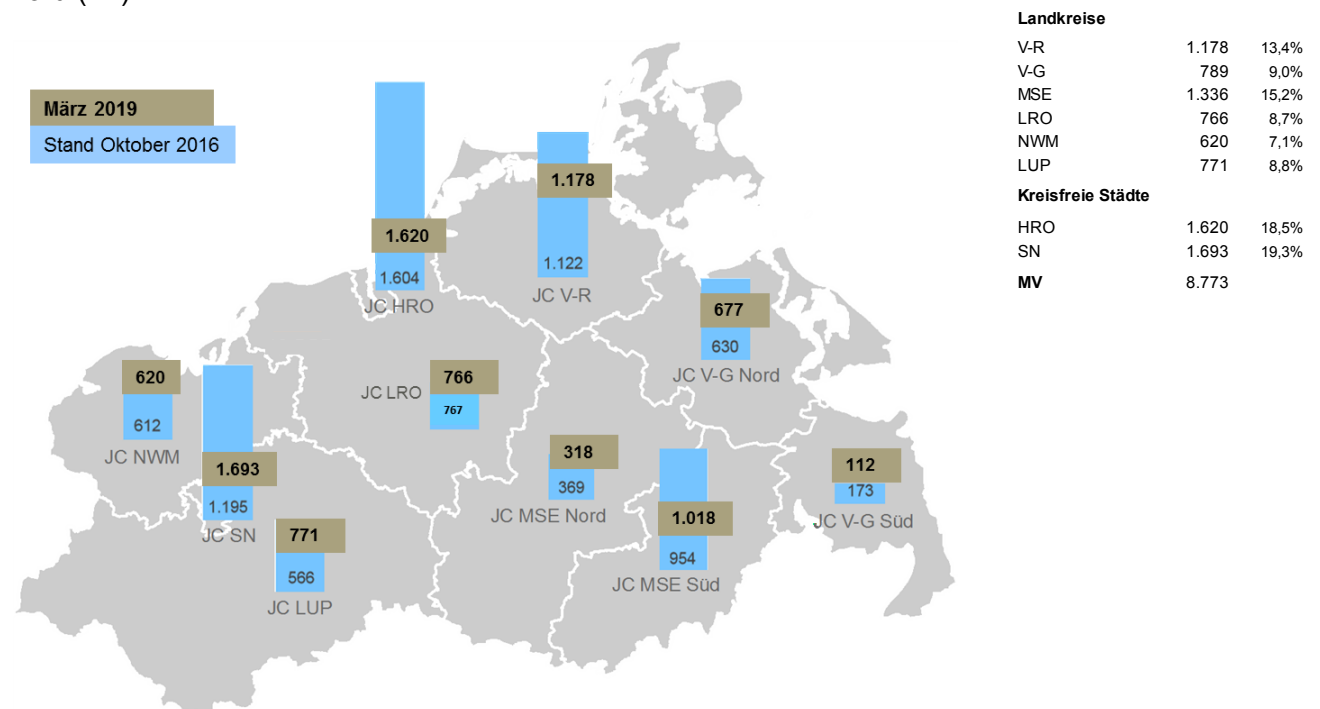 März 2019
Stand Oktober 2016
1.620
1.604
JC HRO
1.178
1.122
JC V-R
677
630
JC V-G Nord
620
612
JC NWM
1.693
1.195
JC SN
JC LRO
766
767
771
566
JC LUP
318
369
JC MSE Nord
1.018
954
JC MSE Süd
112
173
JC V-G Süd
Landkreise
V-R 1.178 13,4%
V-G 789 9,0%
MSE 1.336 15,2%
LRO 766 8,7%
NWM 620 7,1%
LUP 771 8,8%
Kreisfreie Städte
HRO 1.620 18,5%
SN 1.693 19,3%
MV 8.773